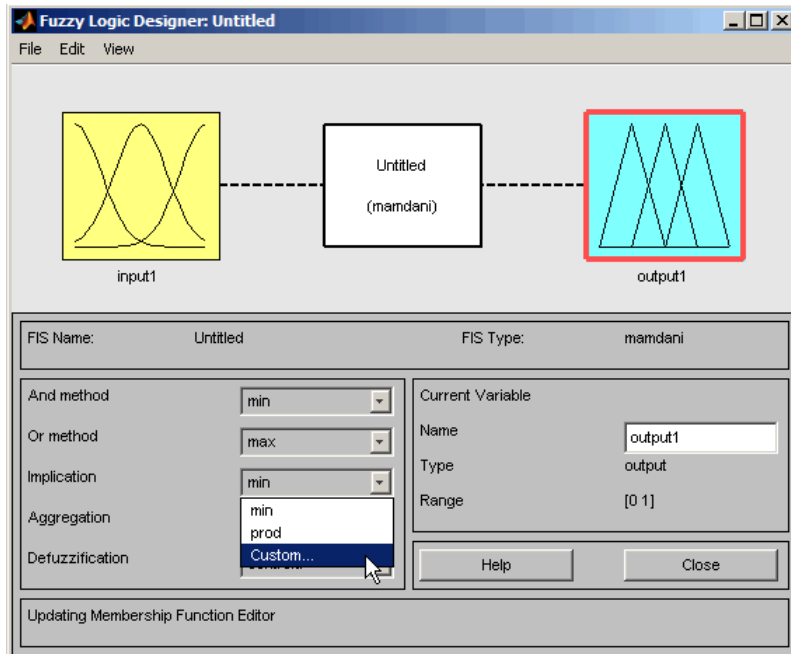 Fuzzy Logic Designer: Untitled
File Edit View
Untitled
(mamdani)
input1
output1
FIS Name: Untitled FIS Type: mamdani
And method min
Or method max
Implication min
min
prod
Custom...
Aggregation
Defuzzification
Current Variable
Name output1
Type output
Range [0 1]
Help Close
Updating Membership Function Editor